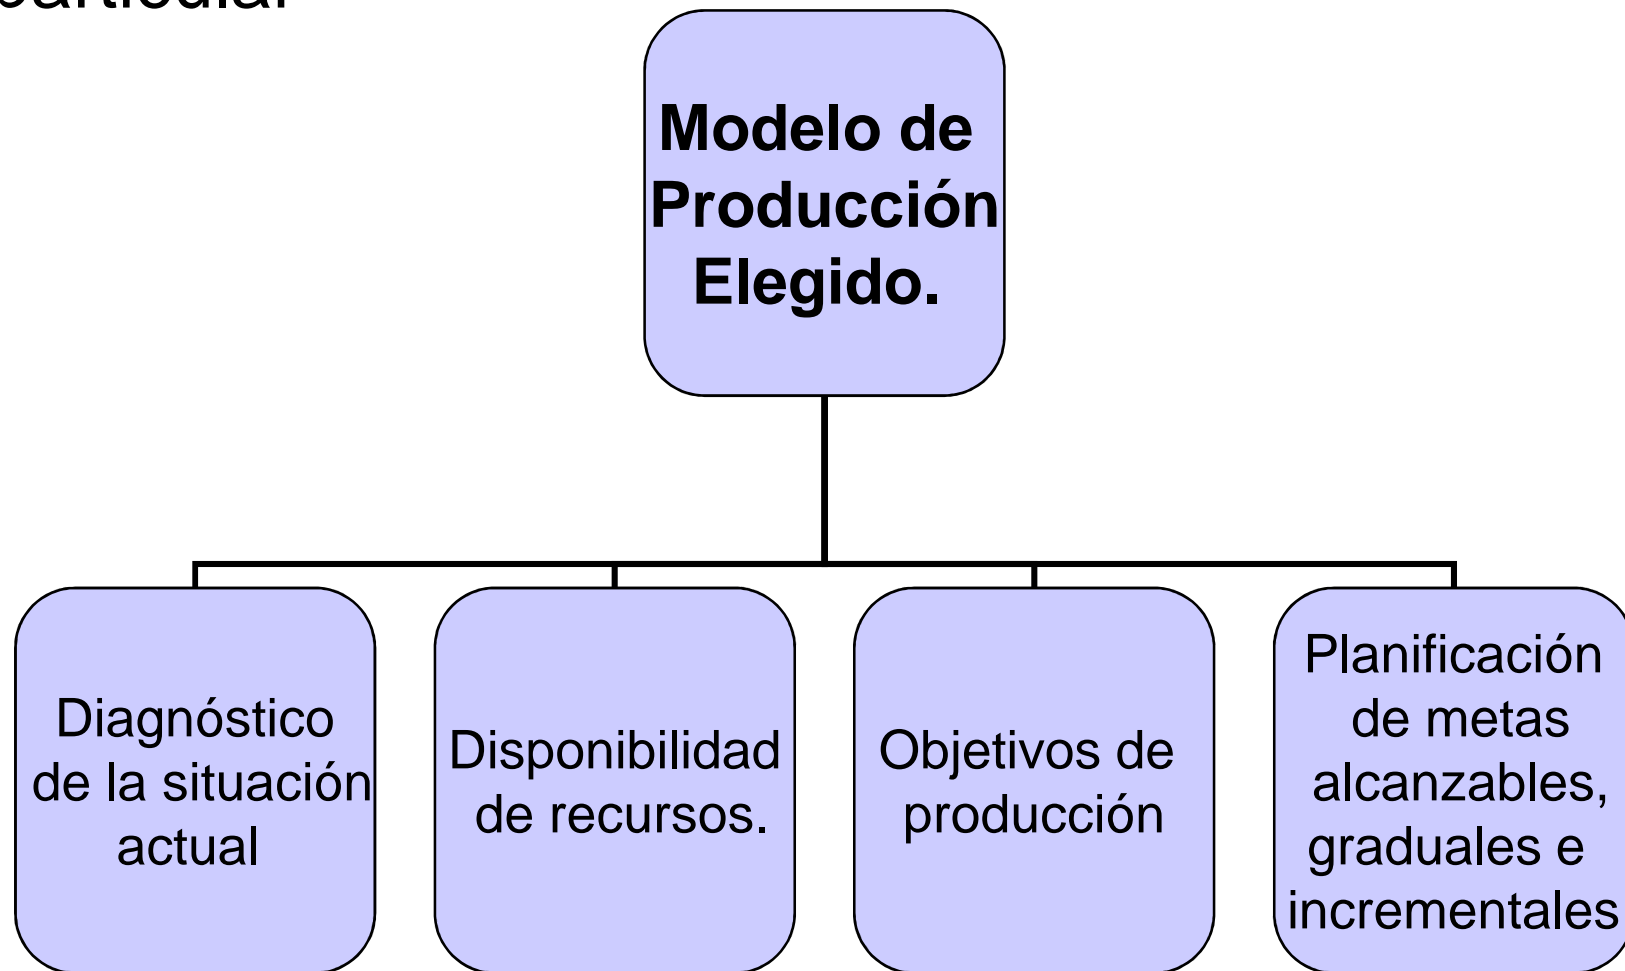 particular
Modelo de
Producción
Elegido.
Diagnóstico
de la situación
actual
Disponibilidad
de recursos.
Objetivos de
producción
Planificación
de metas
alcanzables,
graduales e
incrementales